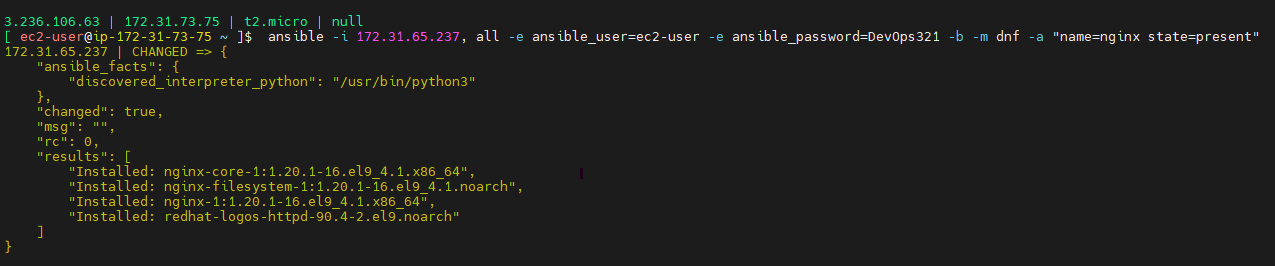 3.236.106.63 | 172.31.73.75 | t2.micro | null
[ ec2-user@ip-172-31-73-75 ~ ]$  ansible -i 172.31.65.237, all -e ansible_user=ec2-user -e ansible_password=DevOps321 -b -m dnf -a "name=nginx state=present"
172.31.65.237 | CHANGED => {
    "ansible_facts": {
        "discovered_interpreter_python": "/usr/bin/python3"
    },
    "changed": true,
    "msg": "",
    "rc": 0,
    "results": [
        "Installed: nginx-core-1:1.20.1-16.el9_4.1.x86_64",
        "Installed: nginx-filesystem-1:1.20.1-16.el9_4.1.noarch",
        "Installed: nginx-1:1.20.1-16.el9_4.1.x86_64",
        "Installed: redhat-logos-httpd-90.4-2.el9.noarch"
    ]
}